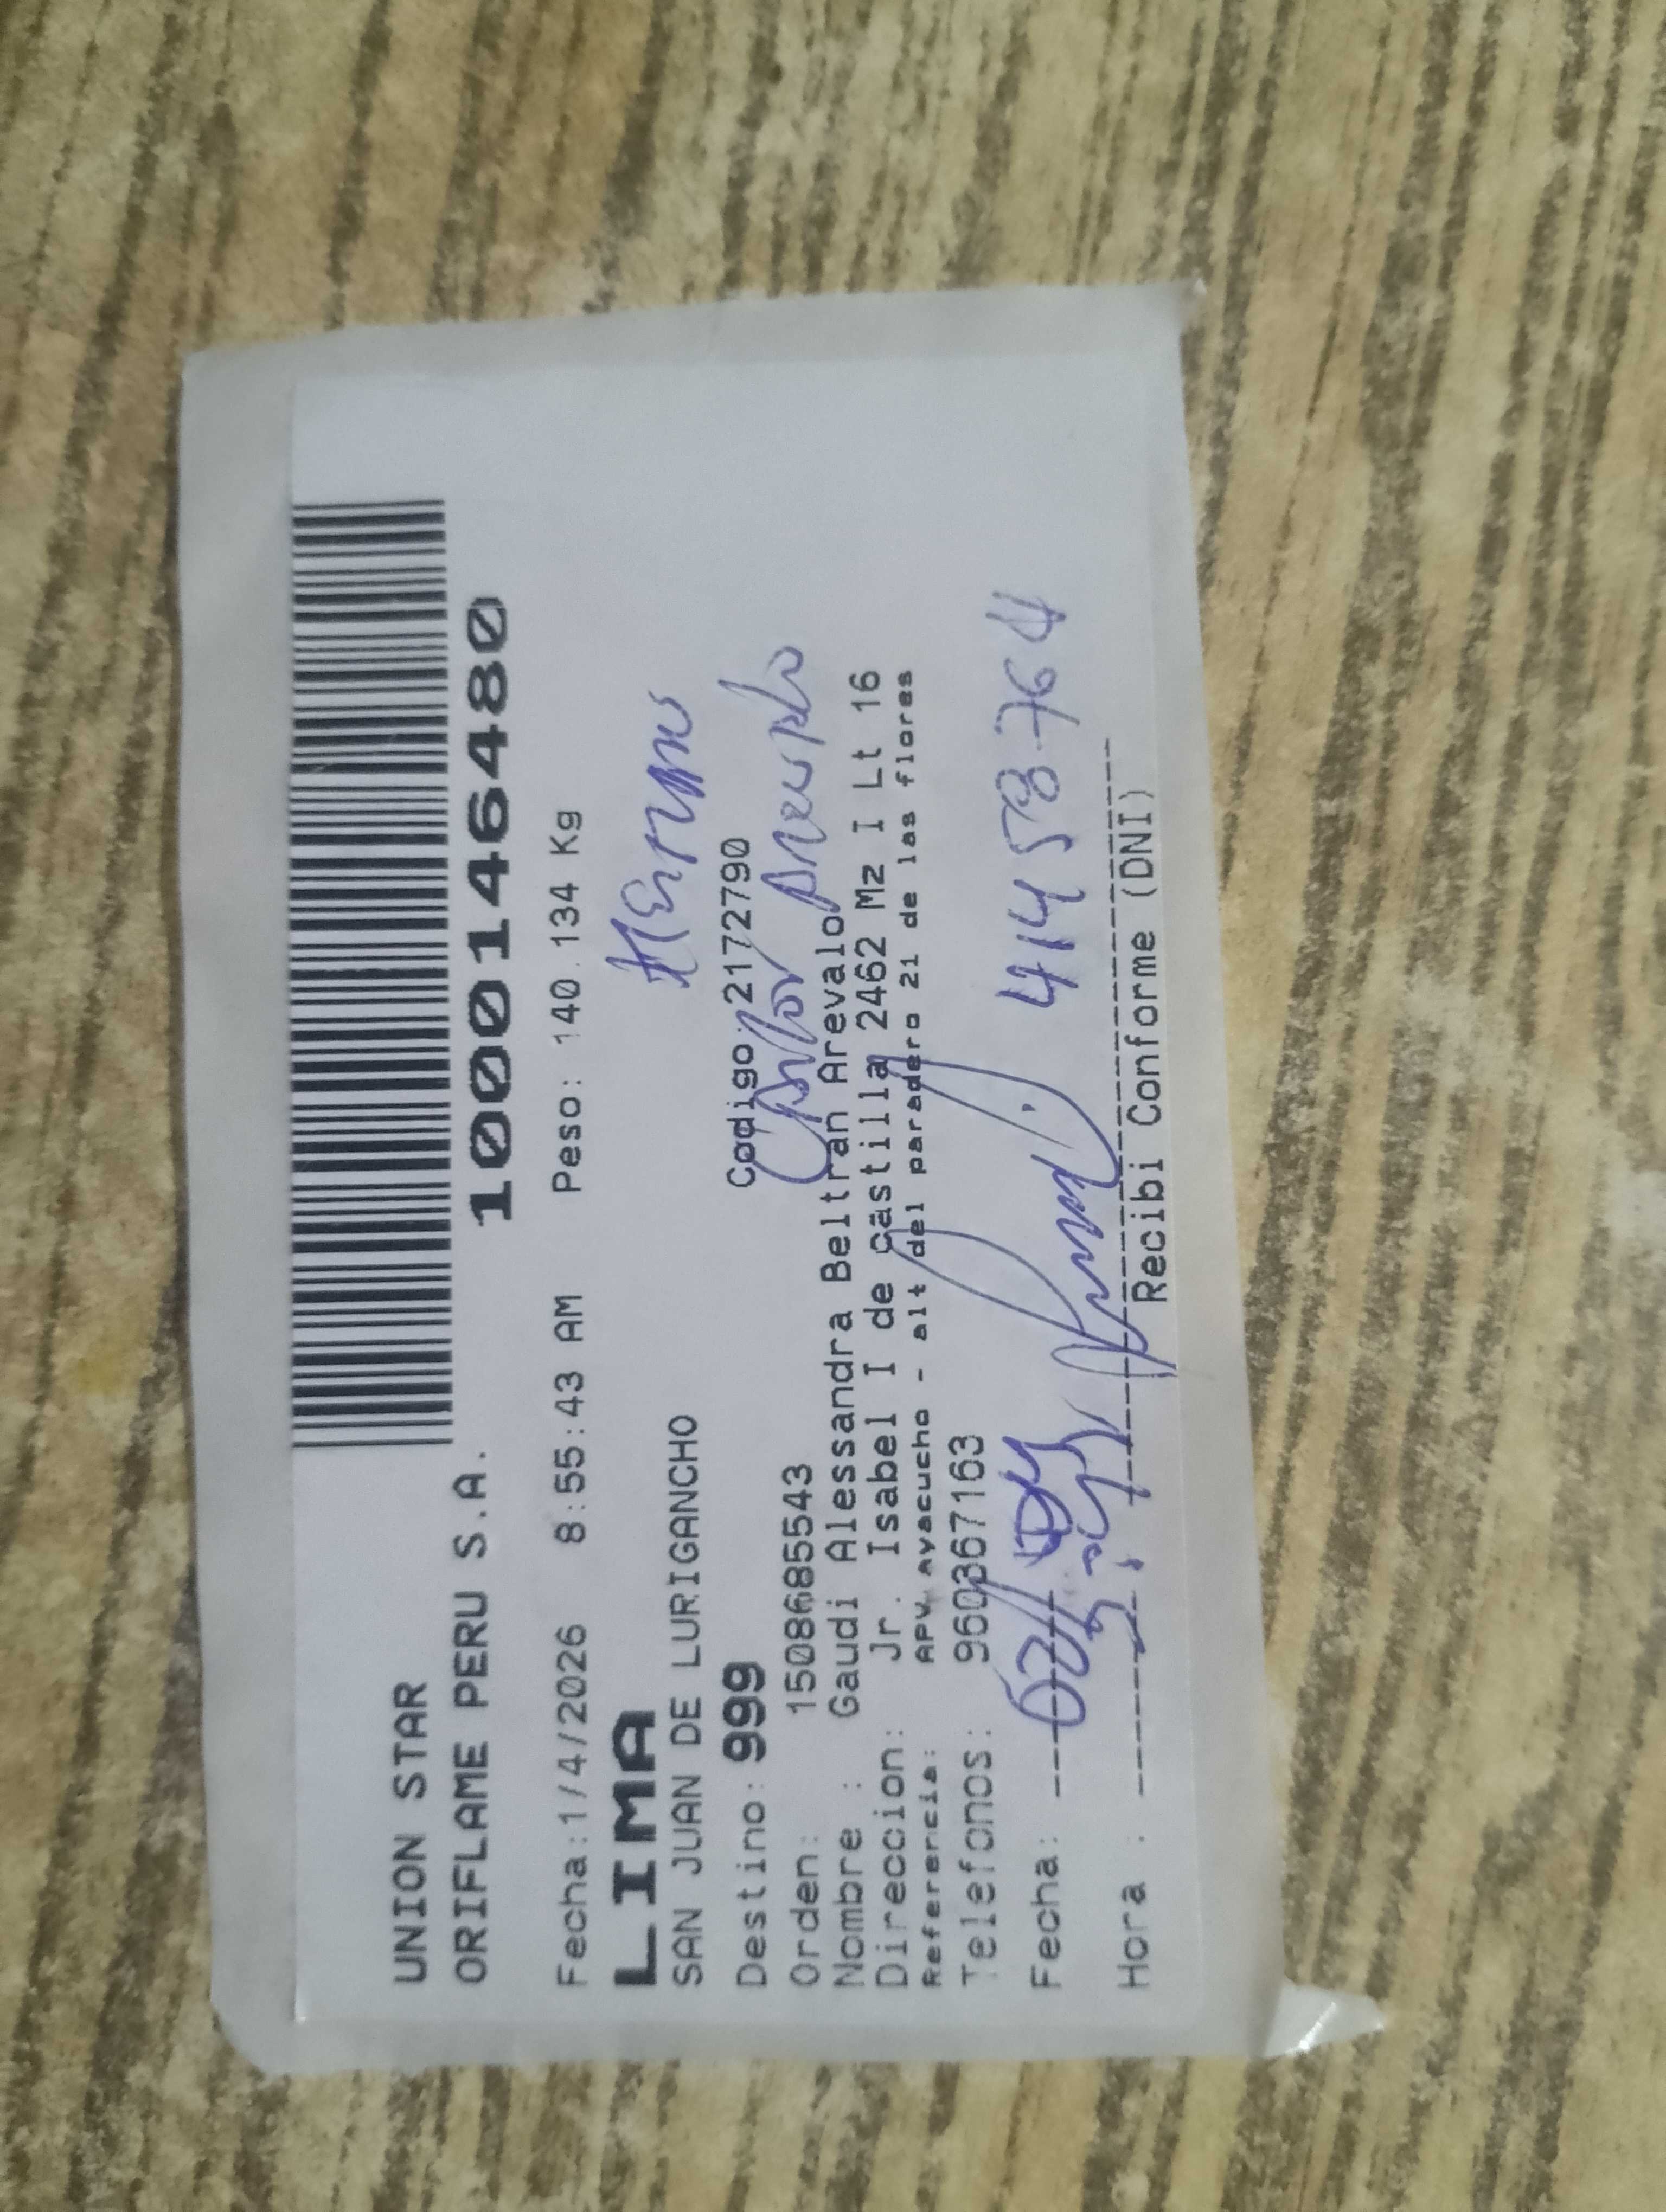 UNION STAR
ORIFLAME PERU S.A.
1000146480
Fecha:1/4/2026 8:55:43 AM Peso: 140.134 Kg
LIMA
SAN JUAN DE LURIGANCHO
Destino: 999 Codigo: 2172790
Orden: 1508685543
Nombre : Gaudi Alessandra Beltran Arevalo
Direccion: Jr. Isabel I de castilla 2462 Mz I Lt 16
Referencia: APV Ayacucho - alt del paradero 21 de las flores
Telefonos: 960367163
Fecha:
Hora :
Recibi Conforme (DNI)